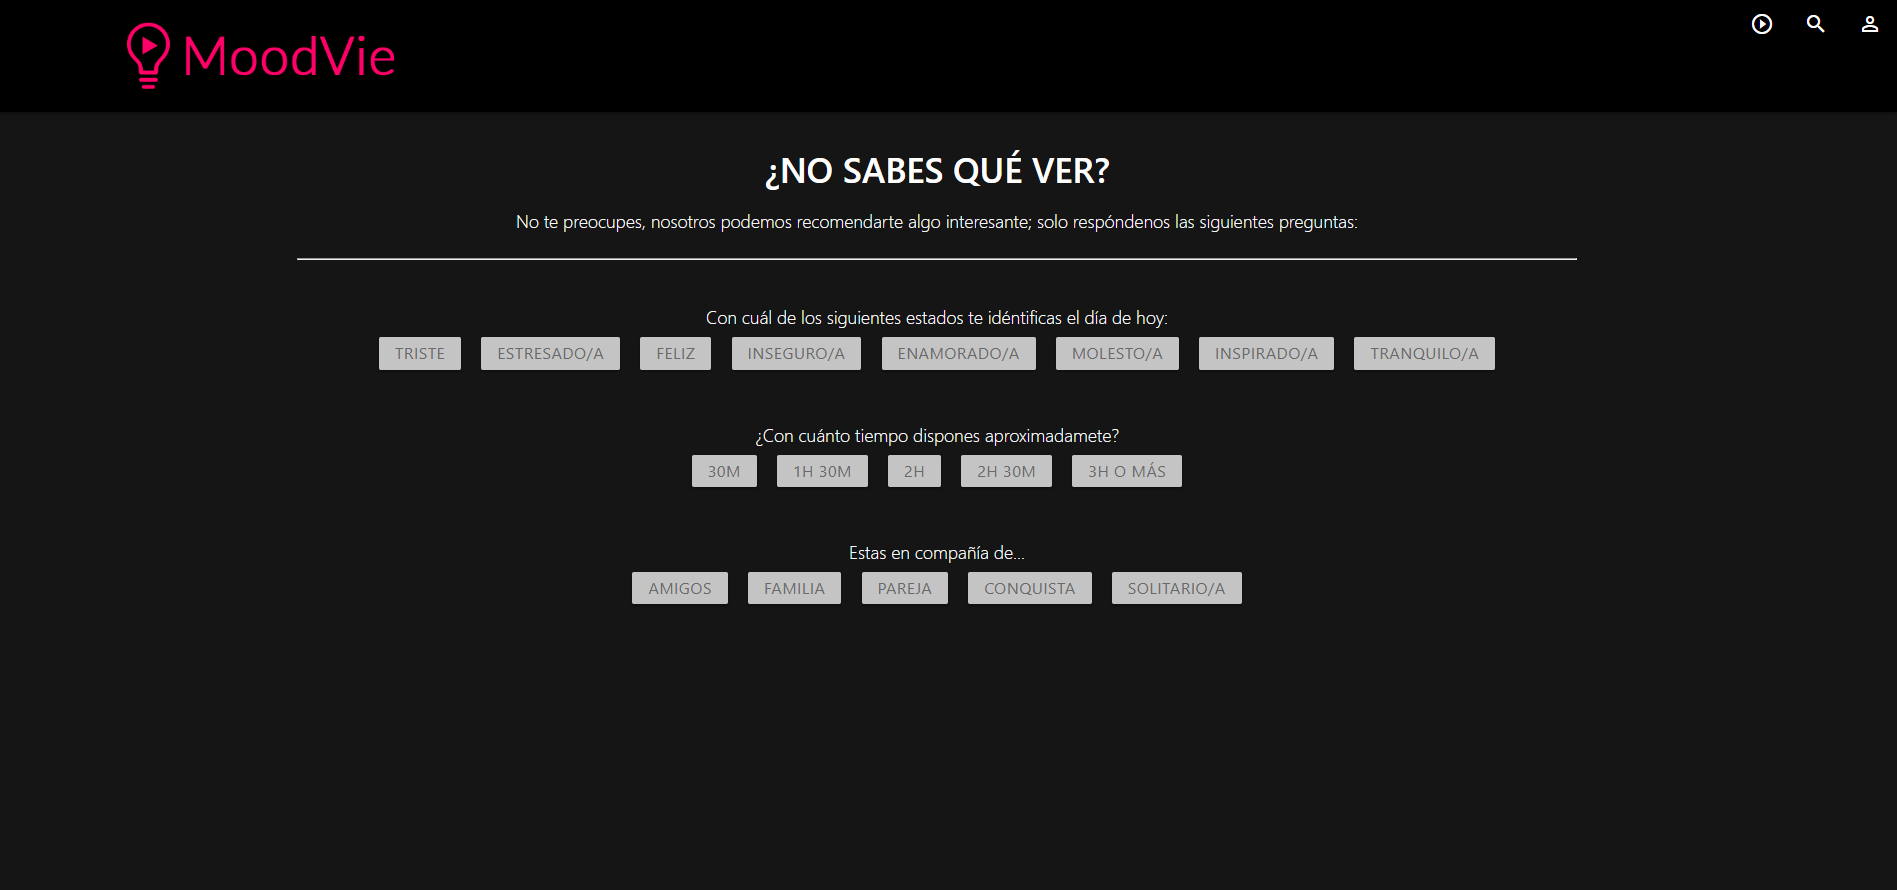 MoodVie
¿NO SABES QUÉ VER?
No te preocupes, nosotros podemos recomendarte algo interesante; solo respóndenos las siguientes preguntas:
Con cuál de los siguientes estados te idéntificas el día de hoy:
TRISTE ESTRESADO/A FELIZ INSEGURO/A ENAMORADO/A MOLESTO/A INSPIRADO/A TRANQUILO/A
¿Con cuánto tiempo dispones aproximadamete?
30M 1H 30M 2H 2H 30M 3H O MÁS
Estas en compañía de...
AMIGOS FAMILIA PAREJA CONQUISTA SOLITARIO/A